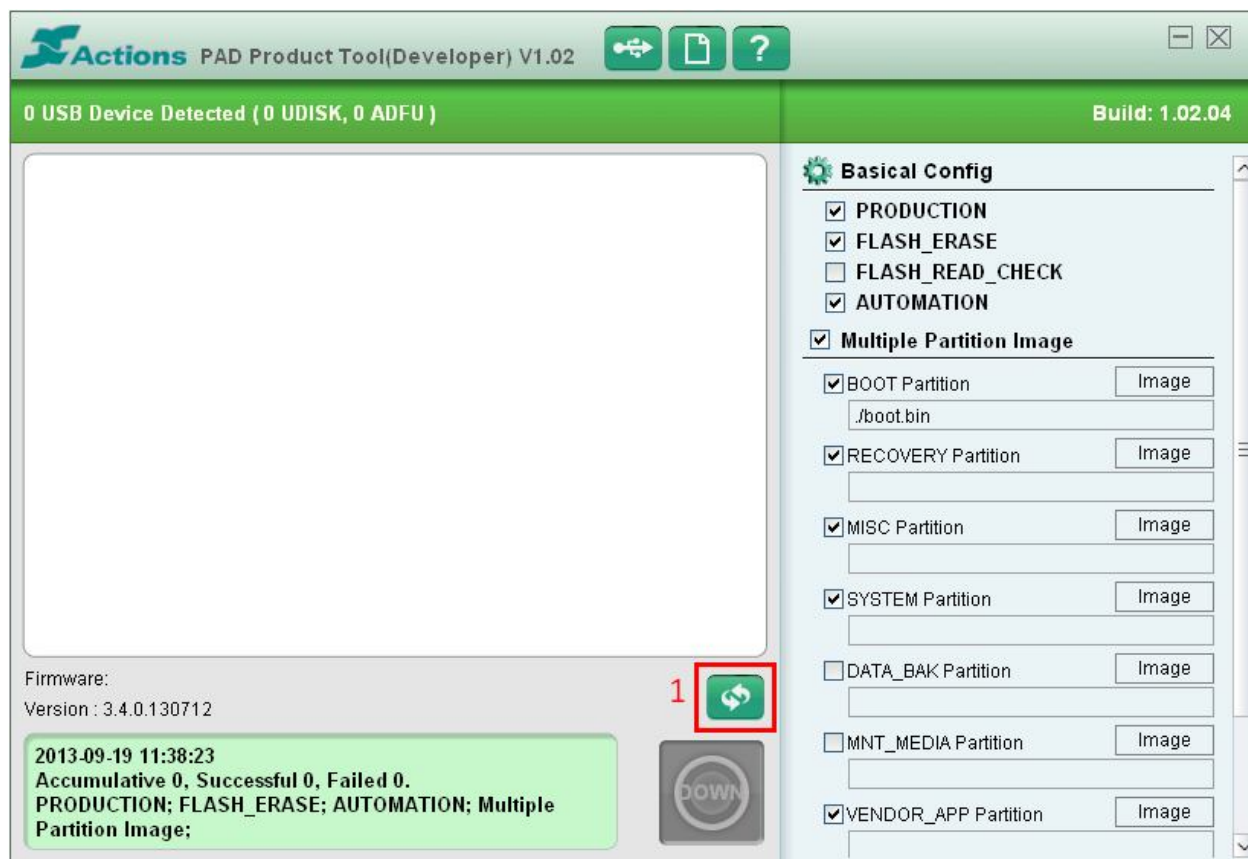 Actions PAD Product Tool(Developer) V1.02
?
0 USB Device Detected ( 0 UDISK, 0 ADFU )
Build: 1.02.04
Basical Config
PRODUCTION
FLASH_ERASE
FLASH_READ_CHECK
AUTOMATION
Multiple Partition Image
BOOT Partition Image
./boot.bin
RECOVERY Partition Image
MISC Partition Image
SYSTEM Partition Image
DATA_BAK Partition Image
MNT_MEDIA Partition Image
VENDOR_APP Partition Image
Firmware:
Version : 3.4.0.130712
1
2013-09-19 11:38:23
Accumulative 0, Successful 0, Failed 0.
PRODUCTION; FLASH_ERASE; AUTOMATION; Multiple
Partition Image;
DOWN